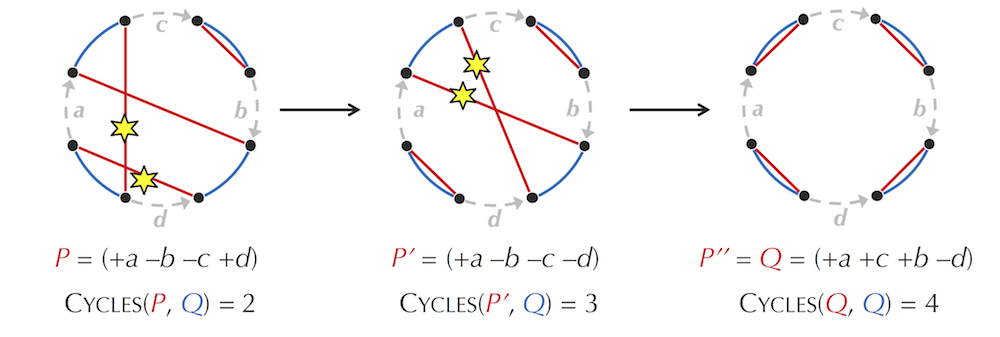 c
a
b
d
c
a
b
d
c
a
b
d
P = (+a –b –c +d)
P′ = (+a –b –c –d)
P′′ = Q = (+a +c +b –d)
CYCLES(P, Q) = 2
CYCLES(P′, Q) = 3
CYCLES(Q, Q) = 4